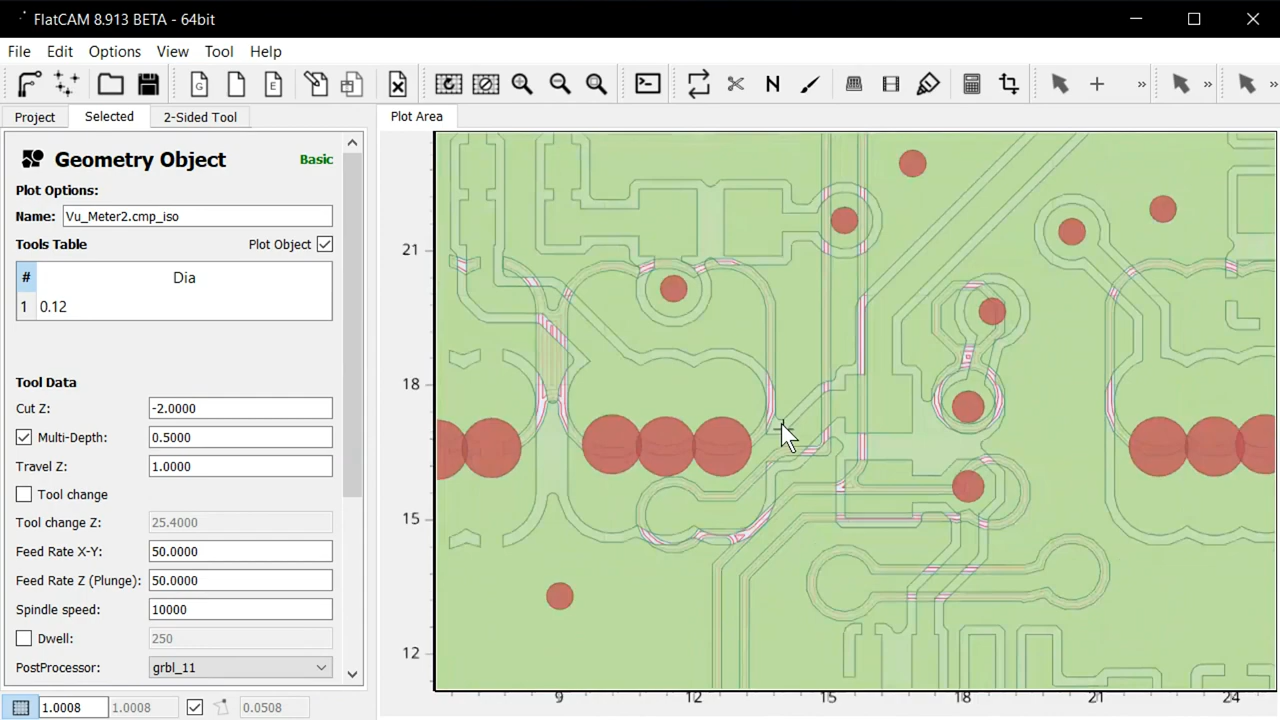 FlatCAM 8.913 BETA - 64bit
File Edit Options View Tool Help
Project Selected 2-Sided Tool Plot Area
Geometry Object Basic
Plot Options:
Name: Vu_Meter2.cmp_iso
Tools Table Plot Object
# Dia
1 0.12
Tool Data
Cut Z: -2.0000
Multi-Depth: 0.5000
Travel Z: 1.0000
Tool change
Tool change Z: 25.4000
Feed Rate X-Y: 50.0000
Feed Rate Z (Plunge): 50.0000
Spindle speed: 10000
Dwell: 250
PostProcessor: grbl_11
1.0008 1.0008 0.0508
21
18
15
12
9 12 15 18 21 24
G E N